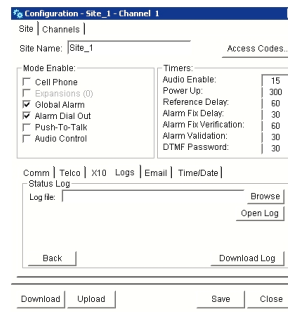 Configuration - Site_1 - Channel 1
Site Channels
Site Name: Site_1 Access Codes..
Mode Enable: Timers:
Cell Phone Audio Enable: 15
Expansions (0) Power Up: 300
Global Alarm Reference Delay: 60
Alarm Dial Out Alarm Fix Delay: 30
Push-To-Talk Alarm Fix Verification: 60
Audio Control Alarm Validation: 30
DTMF Password: 30
Comm Telco X10 Logs Email Time/Date
Status Log
Log file: Browse
Open Log
Back Download Log
Download Upload Save Close